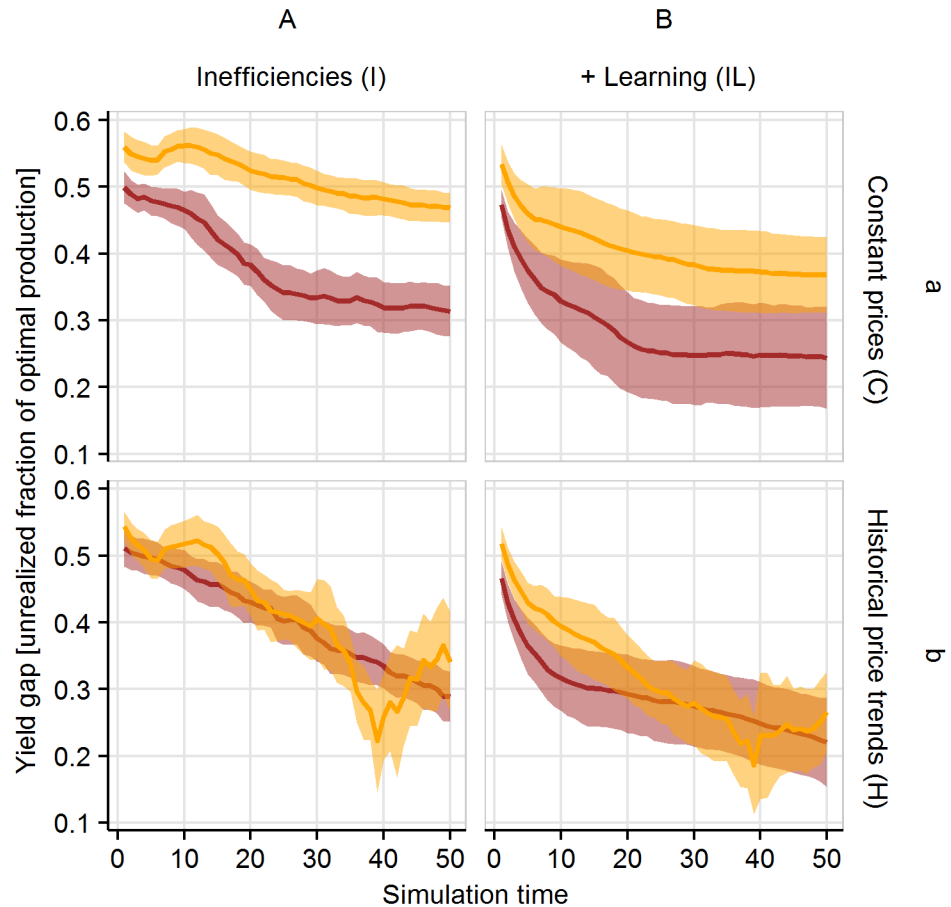 A
B
Inefficiencies (I)
+ Learning (IL)
Yield gap [unrealized fraction of optimal production]
0.6
0.5
0.4
0.3
0.2
0.1
Constant prices (C)
a
0.6
0.5
0.4
0.3
0.2
0.1
Historical price trends (H)
b
0
10
20
30
40
50
0
10
20
30
40
50
Simulation time